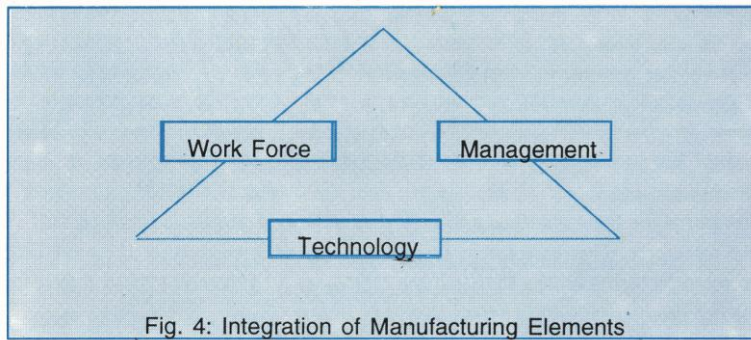 Work Force
Management
Technology
Fig. 4: Integration of Manufacturing Elements